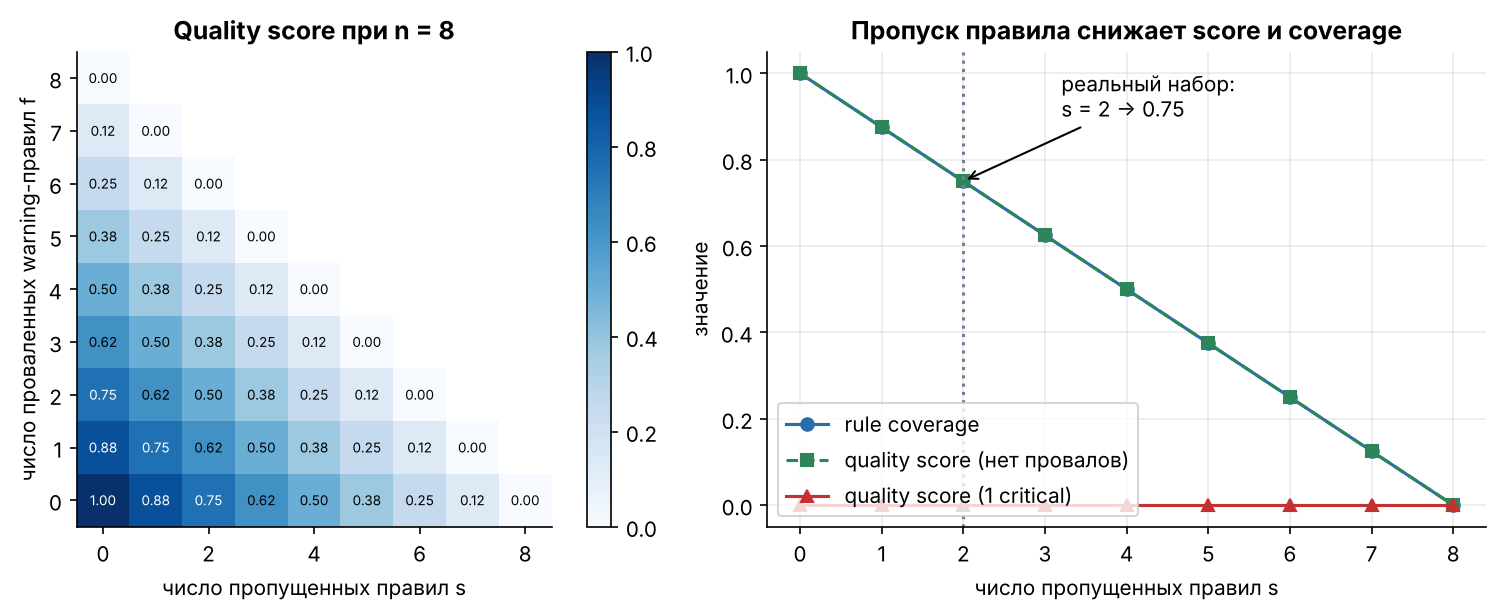 Quality score при n = 8
число проваленных warning-правил f
8
7
6
5
4
3
2
1
0
0.00
0.12 0.00
0.25 0.12 0.00
0.38 0.25 0.12 0.00
0.50 0.38 0.25 0.12 0.00
0.62 0.50 0.38 0.25 0.12 0.00
0.75 0.62 0.50 0.38 0.25 0.12 0.00
0.88 0.75 0.62 0.50 0.38 0.25 0.12 0.00
1.00 0.88 0.75 0.62 0.50 0.38 0.25 0.12 0.00
0 2 4 6 8
число пропущенных правил s
1.0
0.8
0.6
0.4
0.2
0.0
Пропуск правила снижает score и coverage
значение
1.0
0.8
0.6
0.4
0.2
0.0
реальный набор:
s = 2 → 0.75
rule coverage
quality score (нет провалов)
quality score (1 critical)
0 1 2 3 4 5 6 7 8
число пропущенных правил s